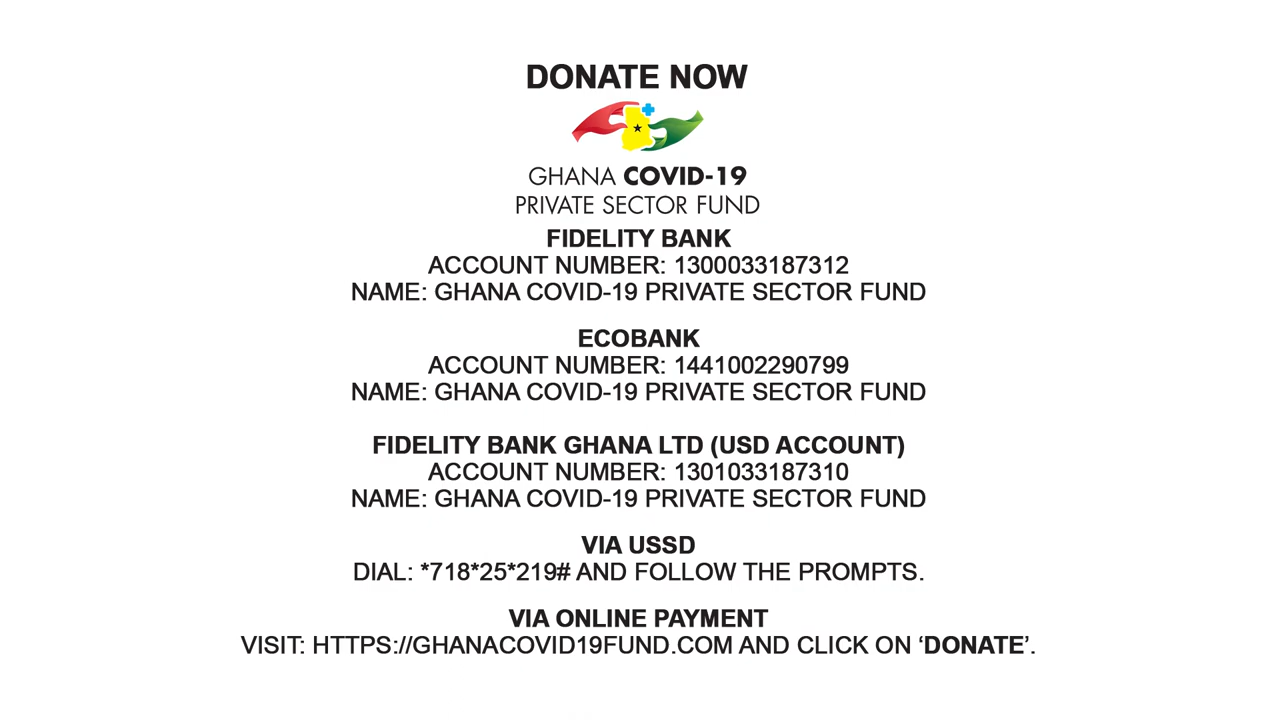 DONATE NOW
GHANA COVID-19
PRIVATE SECTOR FUND
FIDELITY BANK
ACCOUNT NUMBER: 1300033187312
NAME: GHANA COVID-19 PRIVATE SECTOR FUND
ECOBANK
ACCOUNT NUMBER: 1441002290799
NAME: GHANA COVID-19 PRIVATE SECTOR FUND
FIDELITY BANK GHANA LTD (USD ACCOUNT)
ACCOUNT NUMBER: 1301033187310
NAME: GHANA COVID-19 PRIVATE SECTOR FUND
VIA USSD
DIAL: *718*25*219# AND FOLLOW THE PROMPTS.
VIA ONLINE PAYMENT
VISIT: HTTPS://GHANACOVID19FUND.COM AND CLICK ON ‘DONATE’.